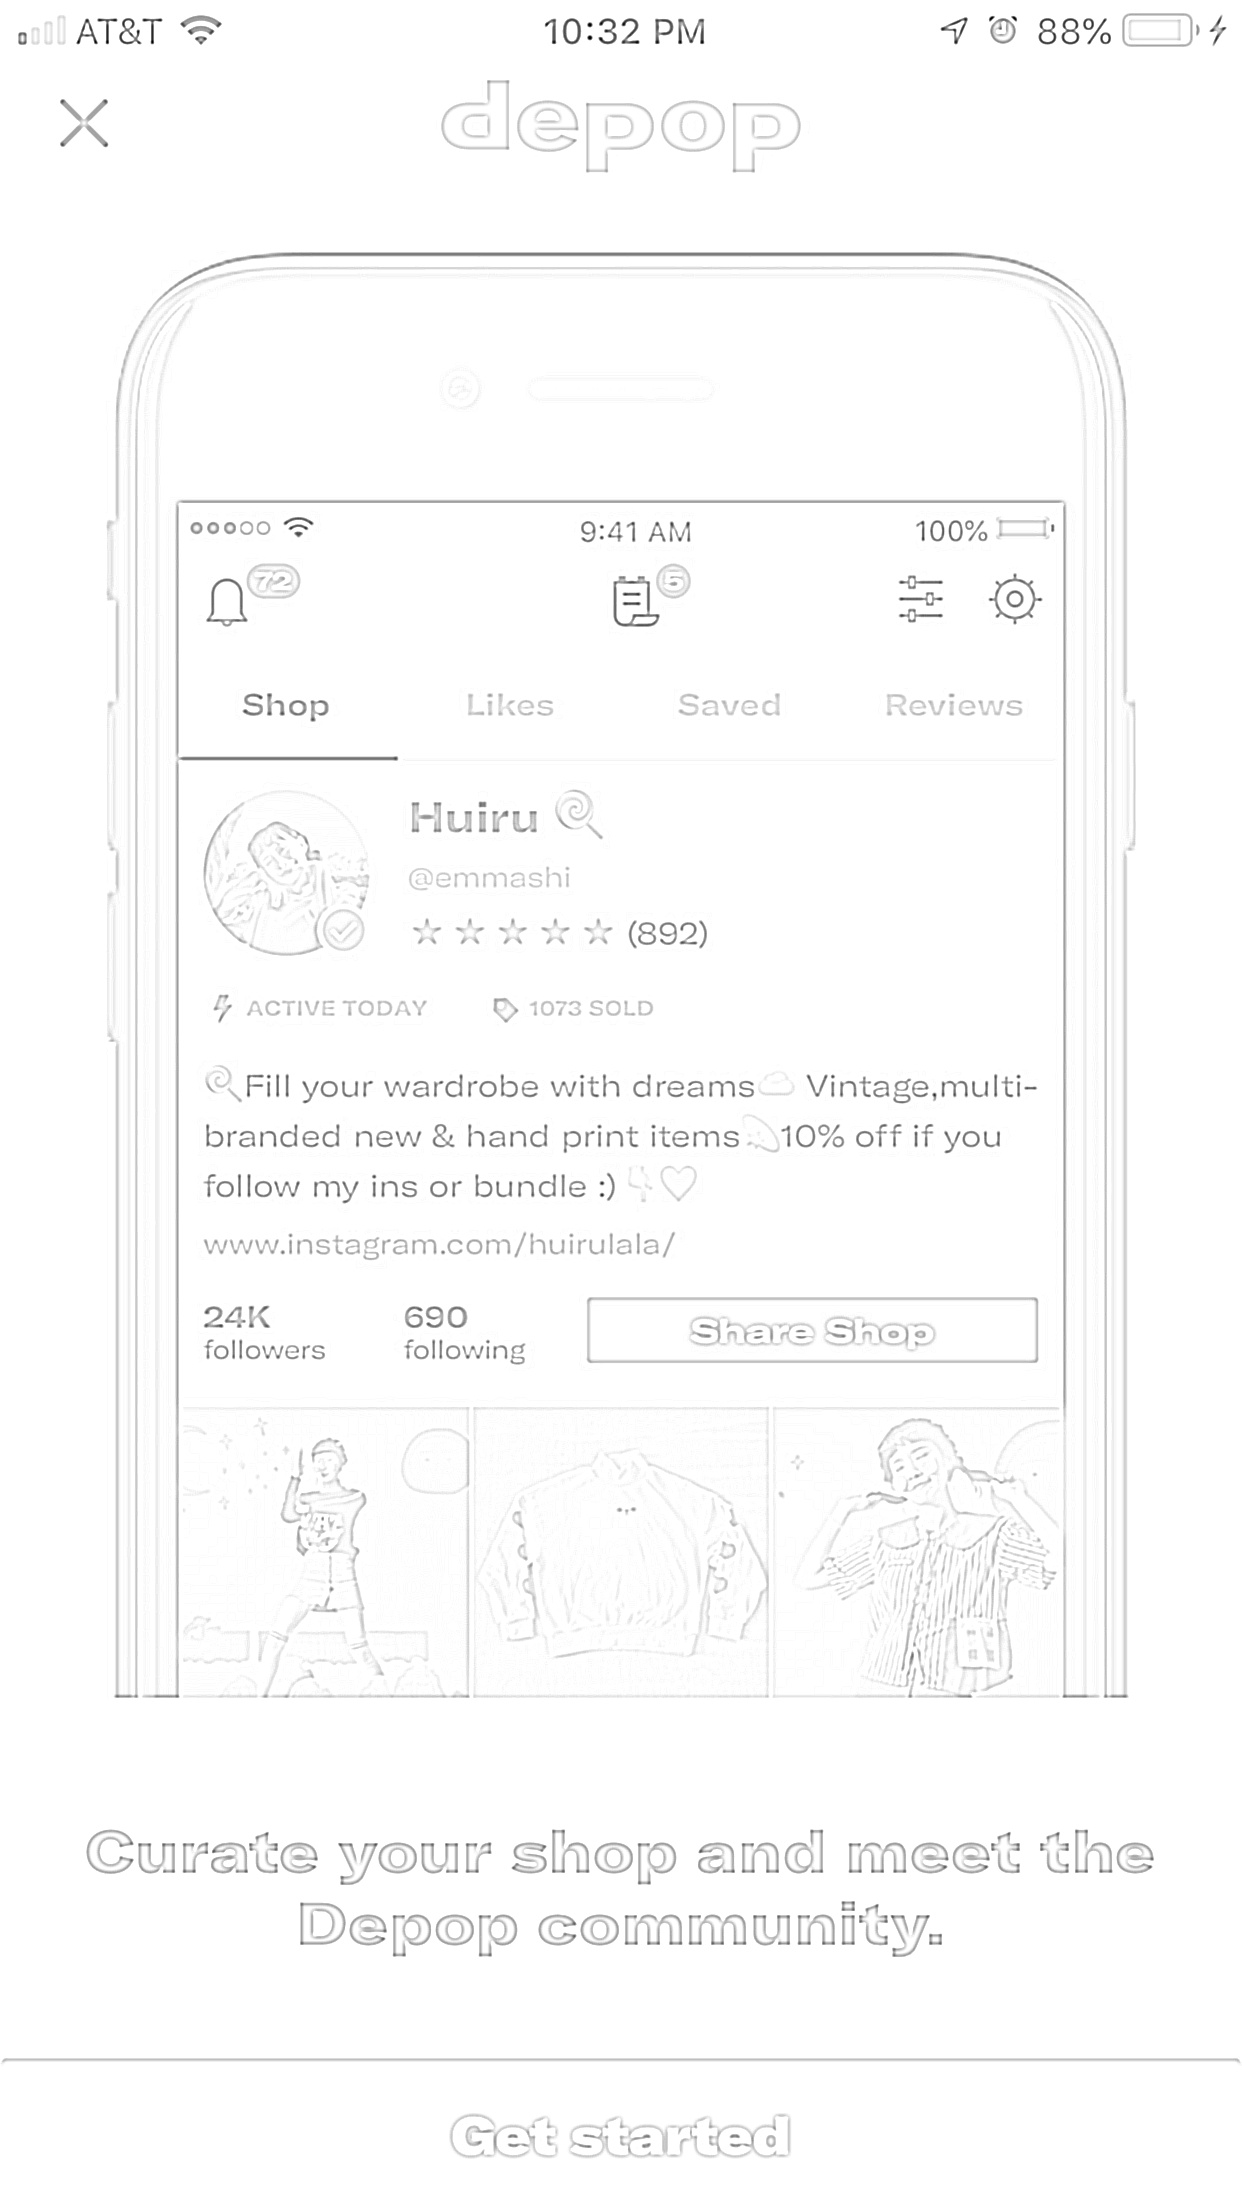 AT&T 10:32 PM 88%
depop
9:41 AM 100%
72 5
Shop Likes Saved Reviews
Huiru
@emmashi
(892)
ACTIVE TODAY 1073 SOLD
Fill your wardrobe with dreams Vintage,multi-
branded new & hand print items 10% off if you
follow my ins or bundle :)
www.instagram.com/huirulala/
24K 690 Share Shop
followers following
Curate your shop and meet the
Depop community.
Get started